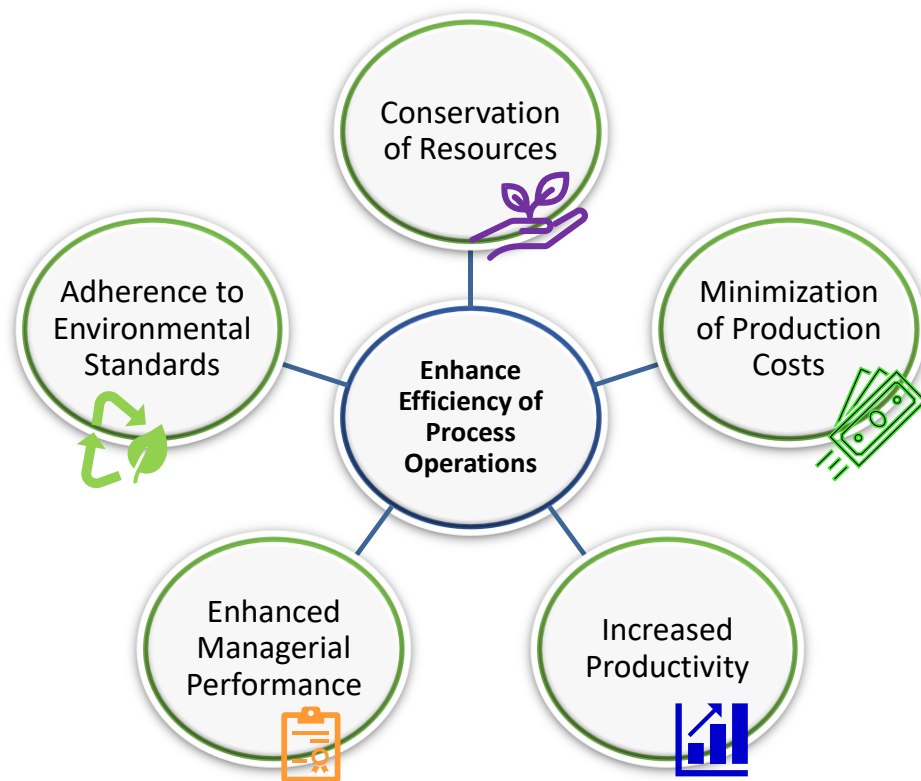 Conservation
of Resources
Adherence to
Environmental
Standards
Minimization
of Production
Costs
Enhance
Efficiency of
Process
Operations
Enhanced
Managerial
Performance
Increased
Productivity